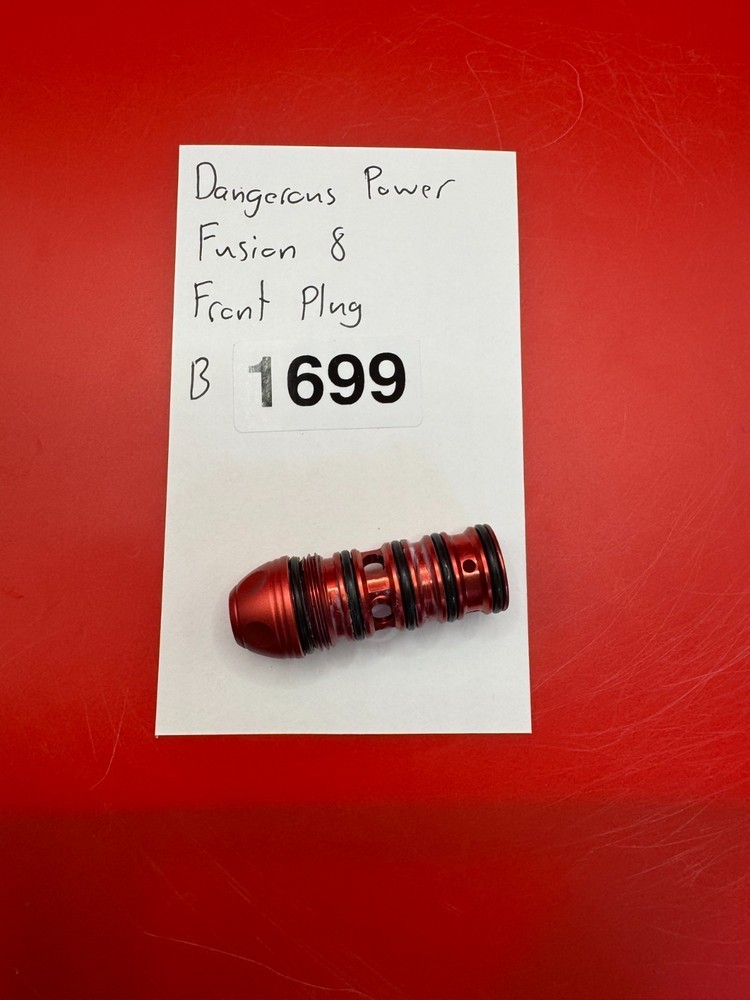 Dangerous Power
Fusion 8
Front Plug
B 1699